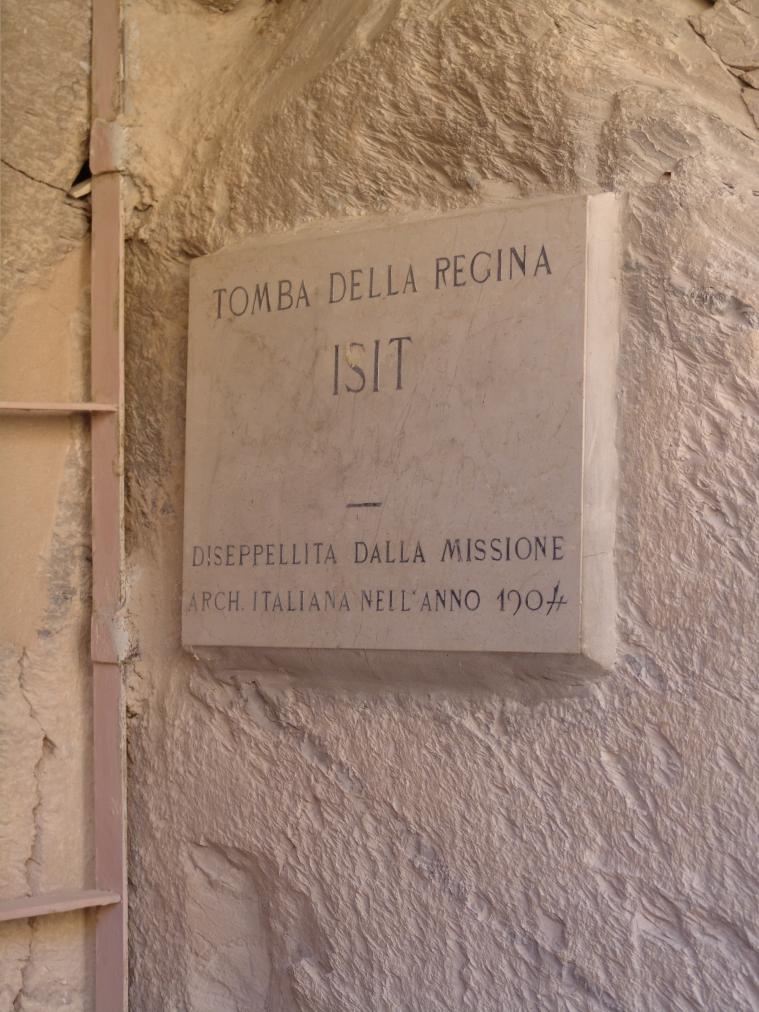 TOMBA DELLA REGINA
ISIT
—
DISEPPELLITA DALLA MISSIONE
ARCH. ITALIANA NELL'ANNO 1904